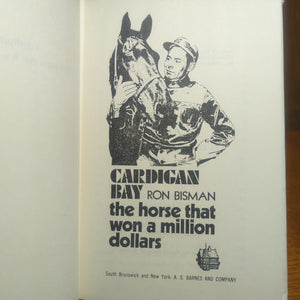 CARDIGAN
BAY RON BISMAN
the horse that
won a million
dollars
South Brunswick and New York: A. S. BARNES AND COMPANY